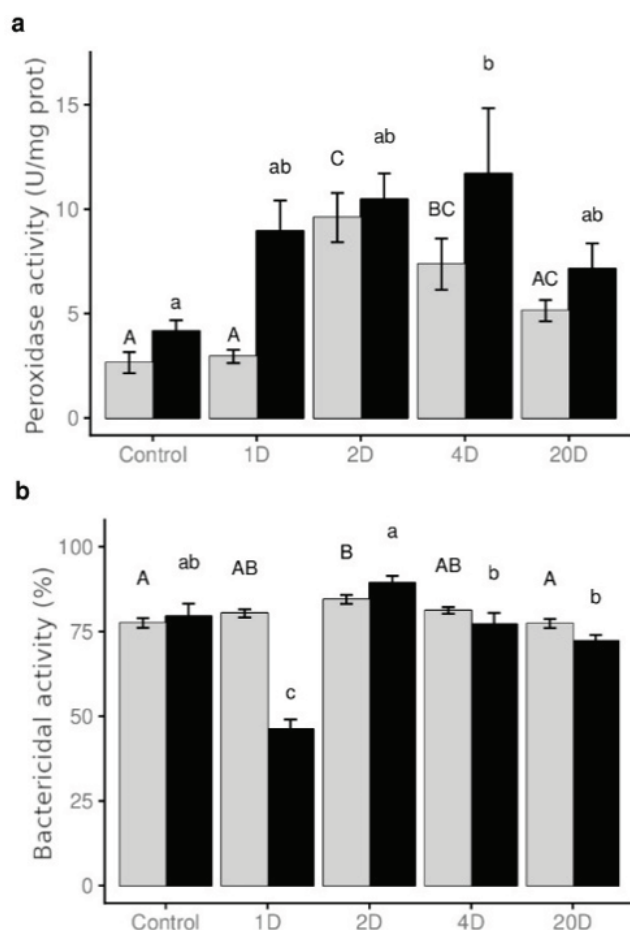 a
Peroxidase activity (U/mg prot)
15
10
5
0
A
a
A
ab
C
ab
BC
b
AC
ab
Control 1D 2D 4D 20D
b
Bactericidal activity (%)
100
75
50
25
0
A
ab
AB
c
B
a
AB
b
A
b
Control 1D 2D 4D 20D